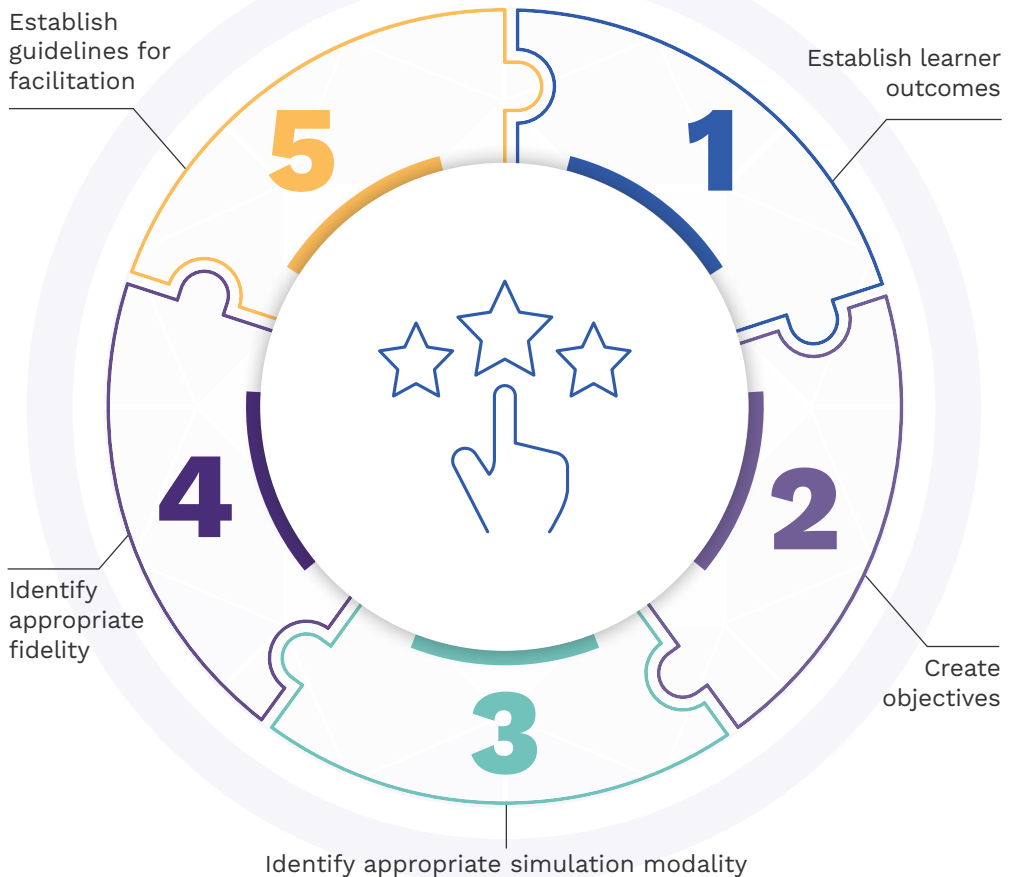 Establish
guidelines for
facilitation
5
1
Establish learner
outcomes
4
2
Identify
appropriate
fidelity
Create
objectives
3
Identify appropriate simulation modality